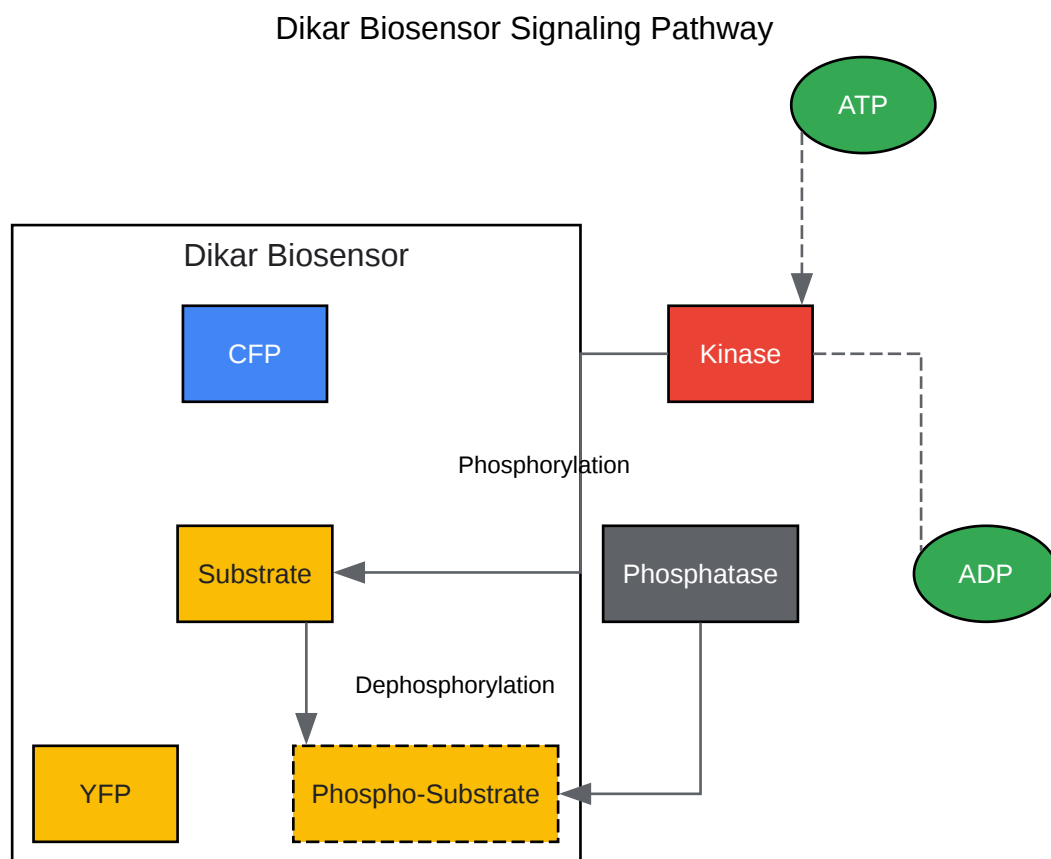 Dikar Biosensor Signaling Pathway
ATP
Dikar Biosensor
CFP
Kinase
Phosphorylation
Substrate
Phosphatase
ADP
Dephosphorylation
YFP
Phospho-Substrate